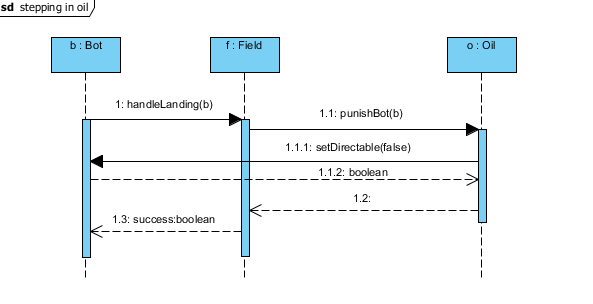 sd stepping in oil
b : Bot
f : Field
o : Oil
1: handleLanding(b)
1.1: punishBot(b)
1.1.1: setDirectable(false)
1.1.2: boolean
1.2:
1.3: success:boolean